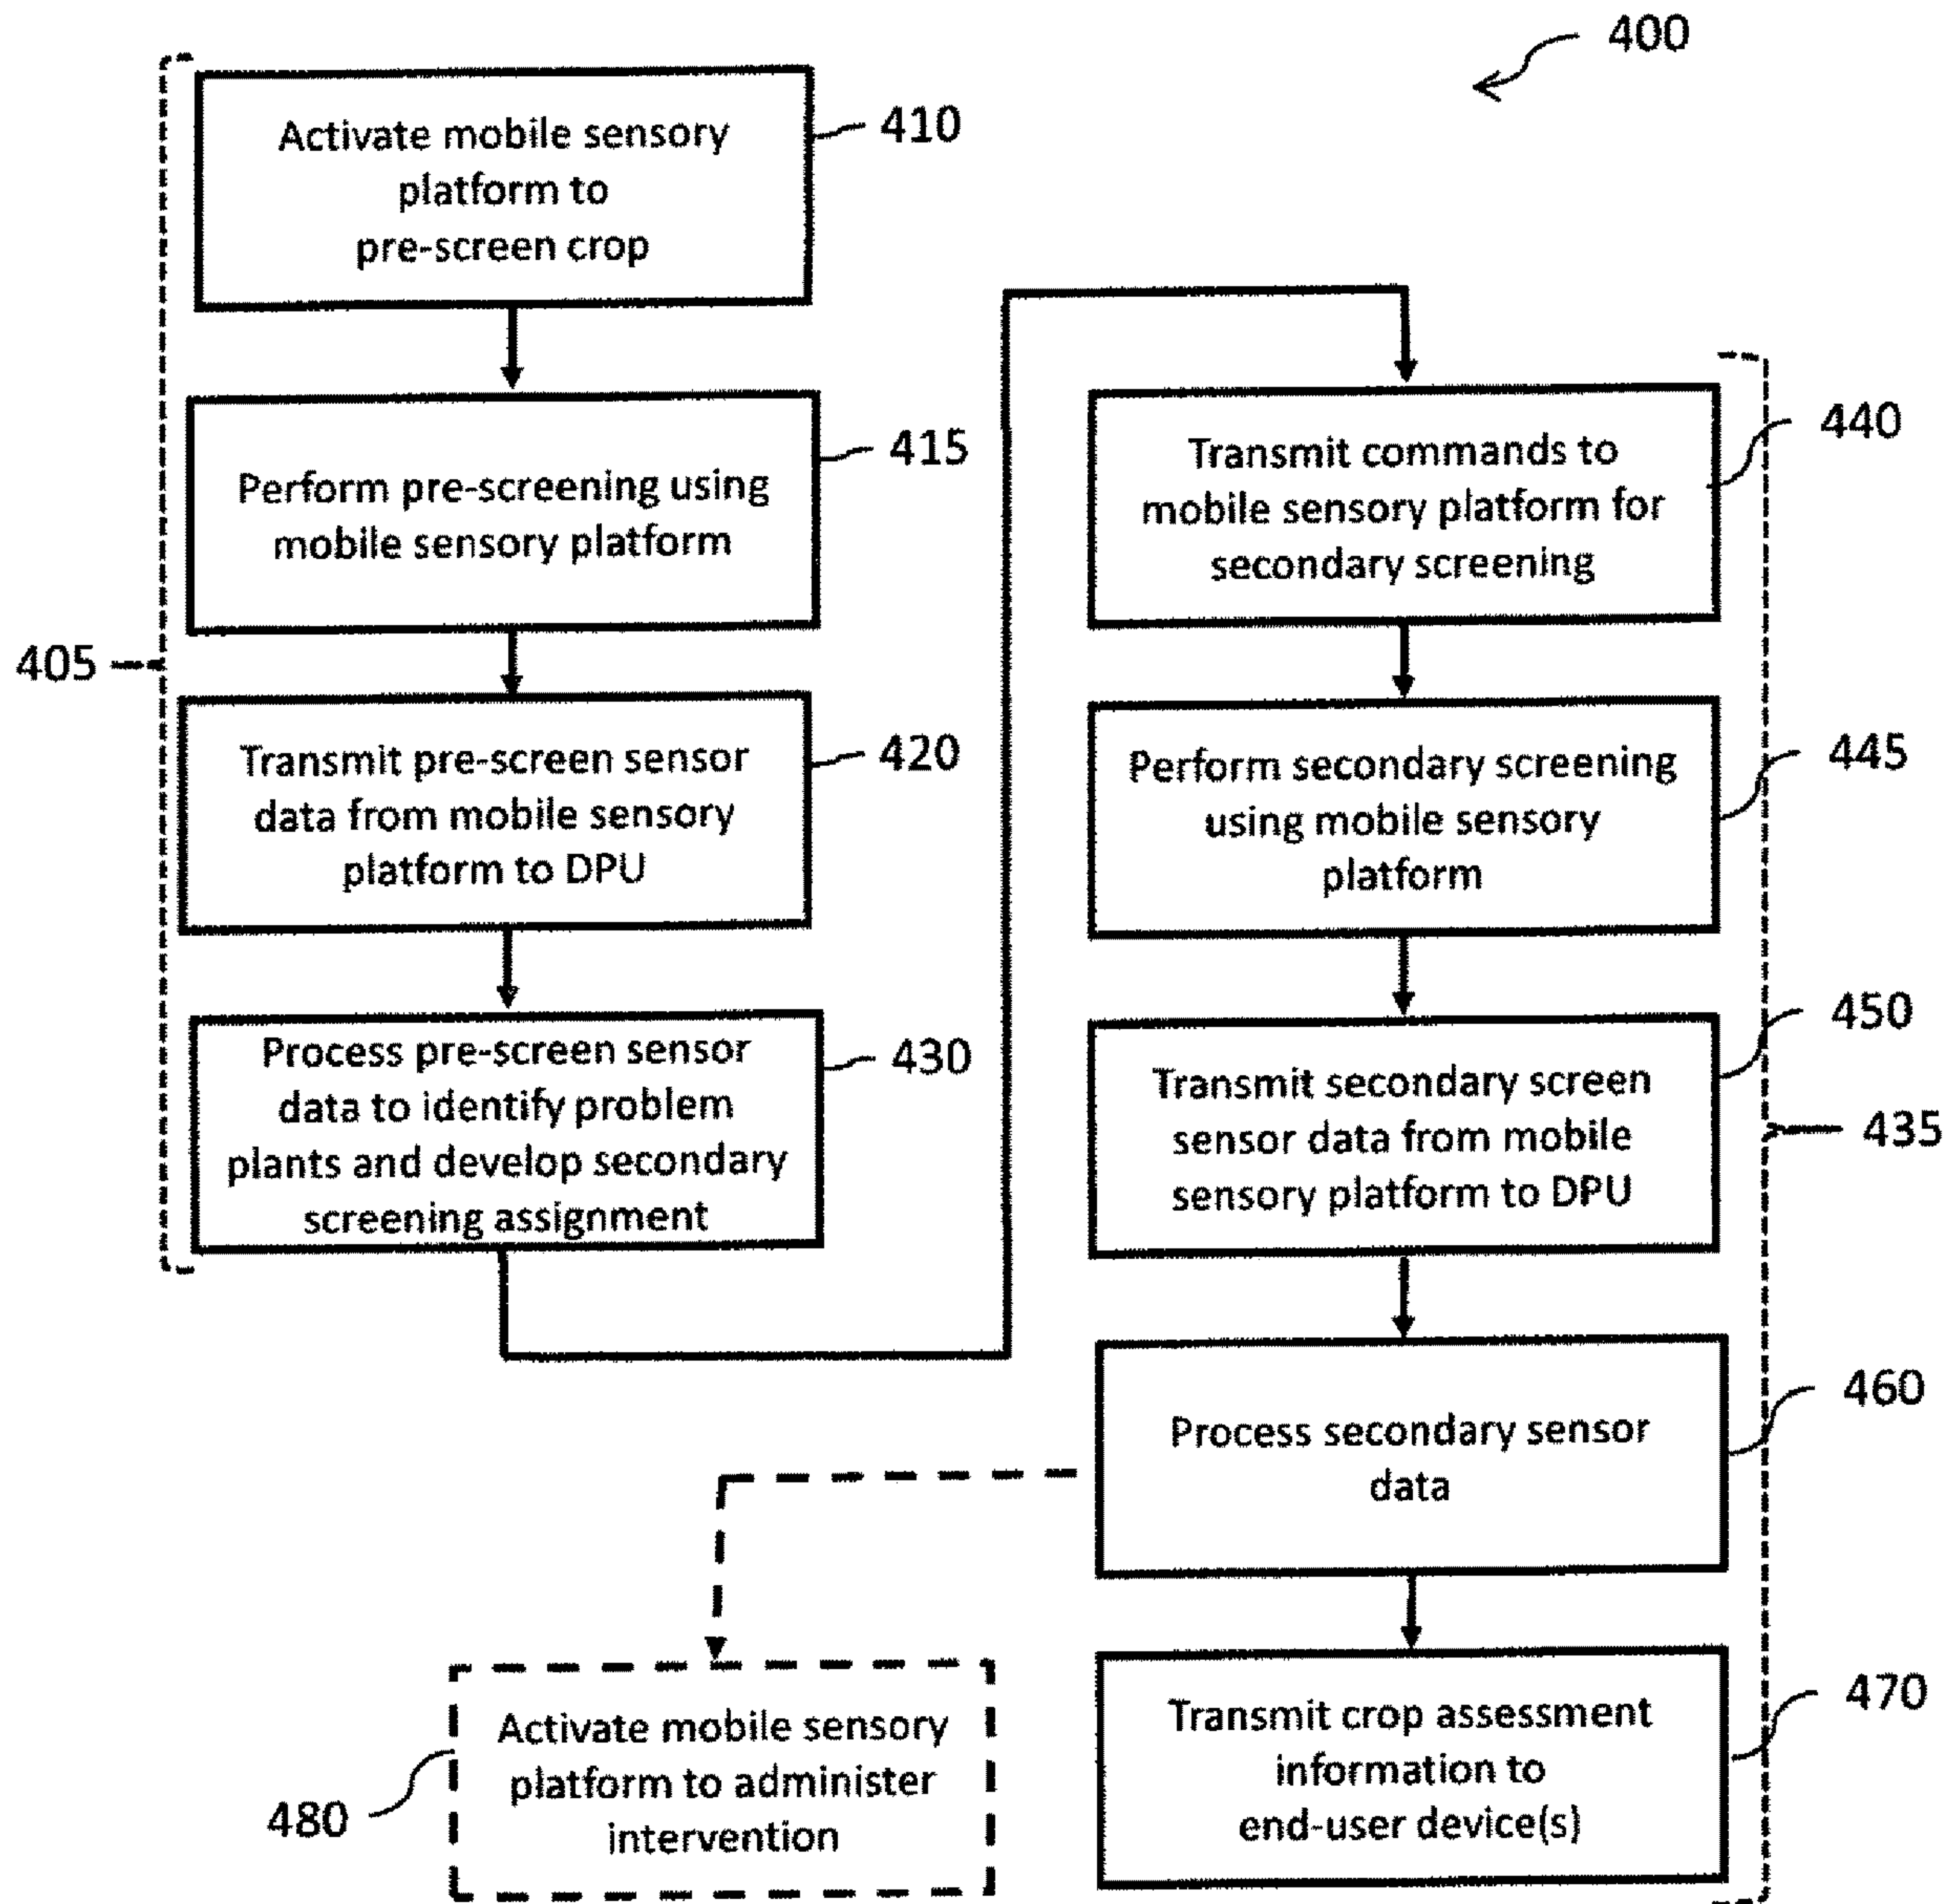 400
Activate mobile sensory
platform to
pre-screen crop
410
Perform pre-screening using
mobile sensory platform
415
405
Transmit pre-screen sensor
data from mobile sensory
platform to DPU
420
Process pre-screen sensor
data to identify problem
plants and develop secondary
screening assignment
430
Transmit commands to
mobile sensory platform for
secondary screening
440
Perform secondary screening
using mobile sensory
platform
445
Transmit secondary screen
sensor data from mobile
sensory platform to DPU
450
435
Process secondary sensor
data
460
Transmit crop assessment
information to
end-user device(s)
470
Activate mobile sensory
platform to administer
intervention
480